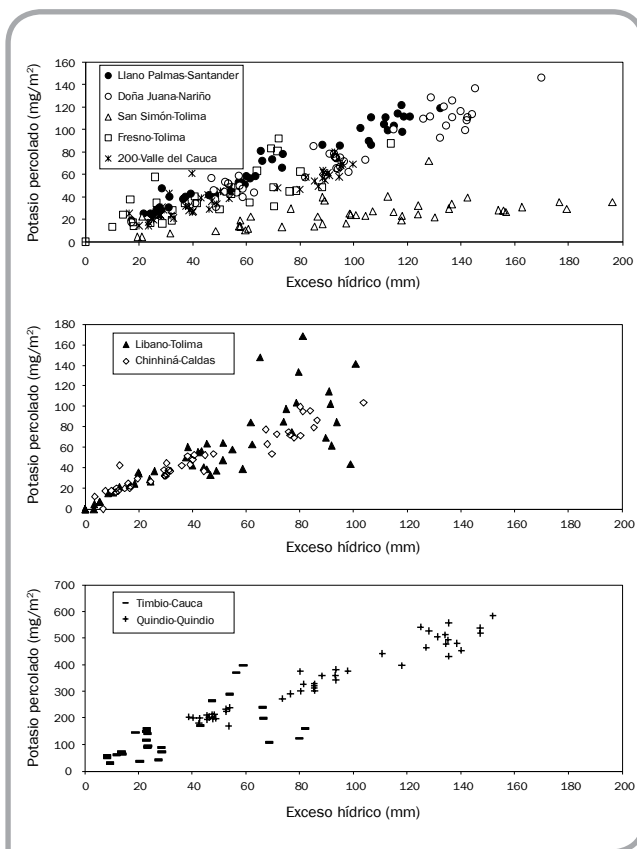 160
140
120
100
80
60
40
20
0
Potasio percolado (mg/m²)
Llano Palmas-Santander
Doña Juana-Nariño
San Simón-Tolima
Fresno-Tolima
200-Valle del Cauca
0 20 40 60 80 100 120 140 160 180 200
Exceso hídrico (mm)
180
160
140
120
100
80
60
40
20
0
Potasio percolado (mg/m²)
Libano-Tolima
Chinhiná-Caldas
0 20 40 60 80 100 120 140 160 180 200
Exceso hídrico (mm)
700
600
500
400
300
200
100
0
Potasio percolado (mg/m²)
Timbio-Cauca
Quindio-Quindio
0 20 40 60 80 100 120 140 160 180 200
Exceso hídrico (mm)